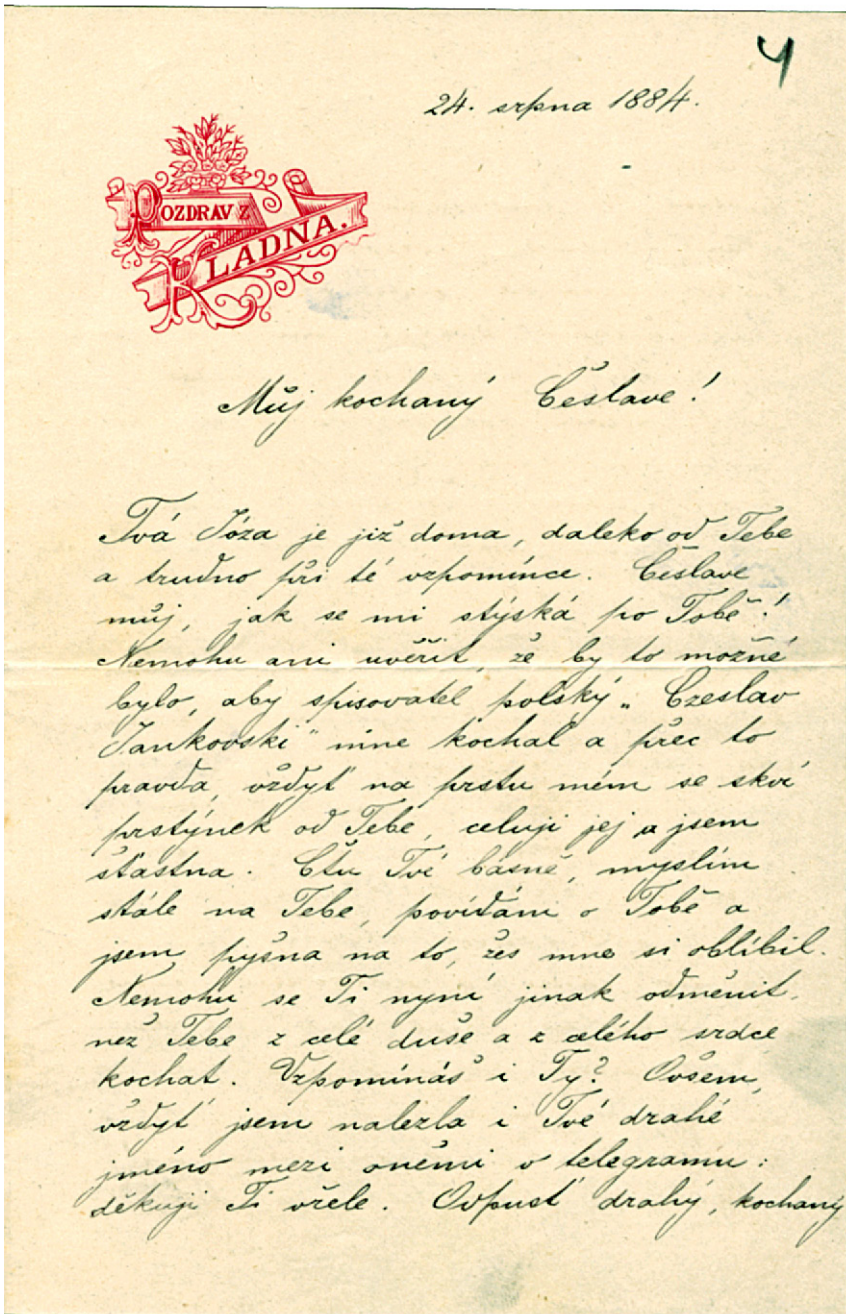 4
24. srpna 1884.
POZDRAV Z
KLADNA.
Můj kochaný Česlave!
Tvá Józa je již doma, daleko od Tebe
a trudno při té vzpomínce. Česlave
můj, jak se mi stýská po Tobě!
Nemohu ani uvěřit, že by to možné
bylo, aby spisovatel polský „Czeslav
Jankovski" mne kochal a přec to
pravda, vždyť na prstu mém se skví
prstýnek od Tebe, celuji jej a jsem
šťastna. Čtu Tvé básně, myslím
stále na Tebe, povídám o Tobě a
jsem pyšna na to, žes mne si oblíbil.
Nemohu se Ti nyní jinak odměnit,
než Tebe z celé duše a z celého srdce
kochat. Vzpomínáš i Ty? Ovšem,
vždyť jsem nalezla i Tvé drahé
jméno mezi oněmi v telegramu:
děkuji Ti vřele. Odpusť drahý, kochaný